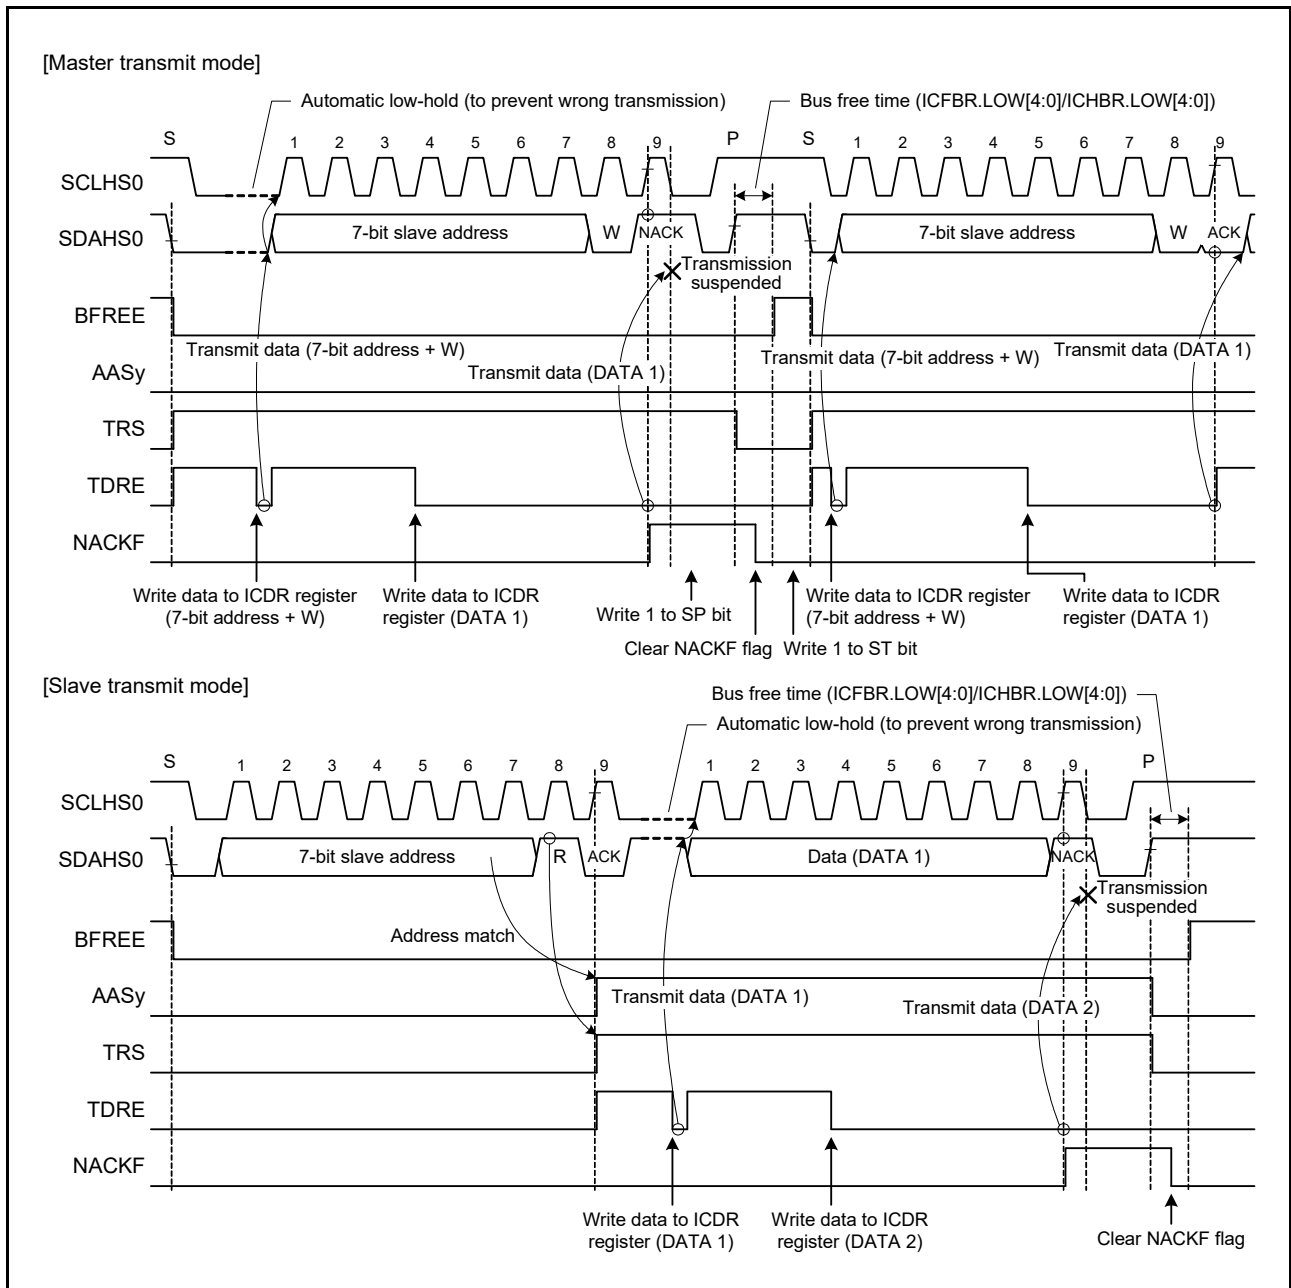 [Master transmit mode]
Automatic low-hold (to prevent wrong transmission)
Bus free time (ICFBR.LOW[4:0]/ICHBR.LOW[4:0])
S 1 2 3 4 5 6 7 8 9 P S 1 2 3 4 5 6 7 8 9
SCLHS0
SDAHS0 7-bit slave address W NACK 7-bit slave address W ACK
Transmission
suspended
BFREE
Transmit data (7-bit address + W)
Transmit data (DATA 1)
Transmit data (7-bit address + W)
Transmit data (DATA 1)
AASy
TRS
TDRE
NACKF
Write data to ICDR register
(7-bit address + W)
Write data to ICDR
register (DATA 1)
Write 1 to SP bit
Clear NACKF flag
Write 1 to ST bit
Write data to ICDR register
(7-bit address + W)
Write data to ICDR
register (DATA 1)
[Slave transmit mode]
Bus free time (ICFBR.LOW[4:0]/ICHBR.LOW[4:0])
Automatic low-hold (to prevent wrong transmission)
S 1 2 3 4 5 6 7 8 9 1 2 3 4 5 6 7 8 9 P
SCLHS0
SDAHS0 7-bit slave address R ACK Data (DATA 1) NACK
Transmission
suspended
BFREE
Address match
AASy
Transmit data (DATA 1)
Transmit data (DATA 2)
TRS
TDRE
NACKF
Write data to ICDR
register (DATA 1)
Write data to ICDR
register (DATA 2)
Clear NACKF flag